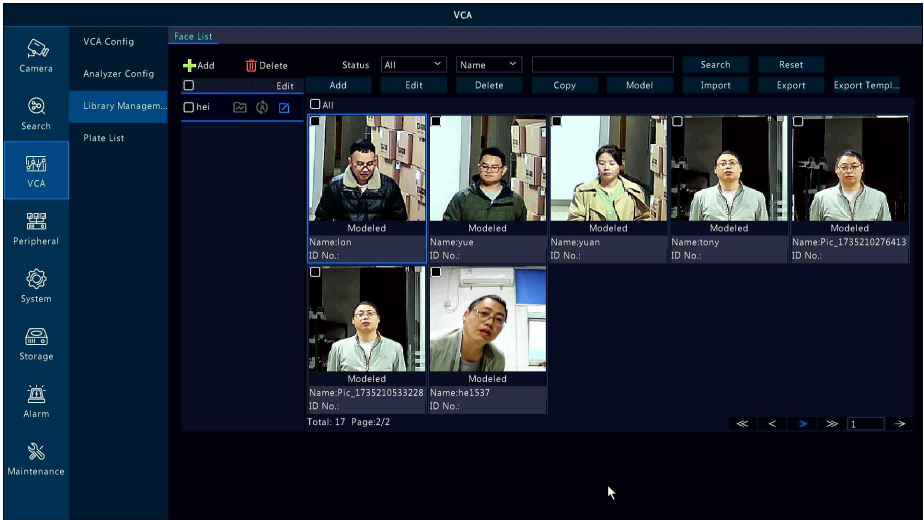 VCA
Camera
Search
VCA
Peripheral
System
Storage
Alarm
Maintenance
VCA Config
Analyzer Config
Library Managem...
Plate List
Face List
Add Delete
Edit
hei
Status All Name Search Reset
Add Edit Delete Copy Model Import Export Export Templ...
All
Modeled Modeled Modeled Modeled Modeled
Name:lon Name:yue Name:yuan Name:tony Name:Pic_1735210276413
ID No.: ID No.: ID No.: ID No.: ID No.:
Modeled Modeled
Name:Pic_1735210533228 Name:he1537
ID No.: ID No.:
Total: 17 Page:2/2
1